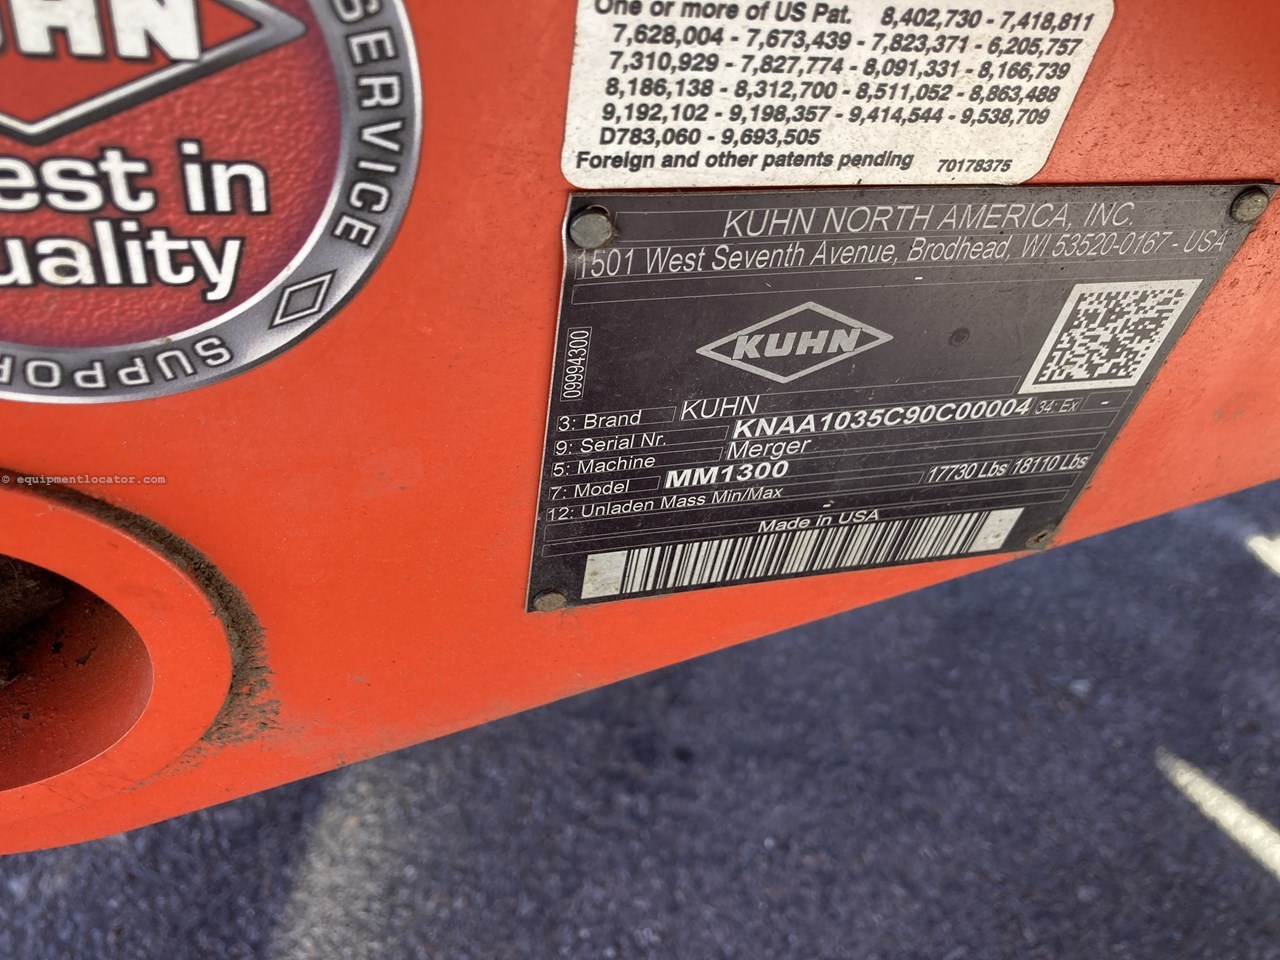 KUHN
SERVICE
est in
uality
SUPPOR
One or more of US Pat. 8,402,730 - 7,418,811
7,628,004 - 7,673,439 - 7,823,371 - 6,205,757
7,310,929 - 7,827,774 - 8,091,331 - 8,166,739
8,186,138 - 8,312,700 - 8,511,052 - 8,863,488
9,192,102 - 9,198,357 - 9,414,544 - 9,538,709
D783,060 - 9,693,505
Foreign and other patents pending 70178375
KUHN NORTH AMERICA, INC.
1501 West Seventh Avenue, Brodhead, WI 53520-0167 - USA
-
KUHN
09994300
3: Brand KUHN
9: Serial Nr. KNAA1035C90C00004 34: Ex -
5: Machine Merger
7: Model MM1300
12: Unladen Mass Min/Max 17730 Lbs 18110 Lbs
-
Made in USA
© equipmentlocator.com